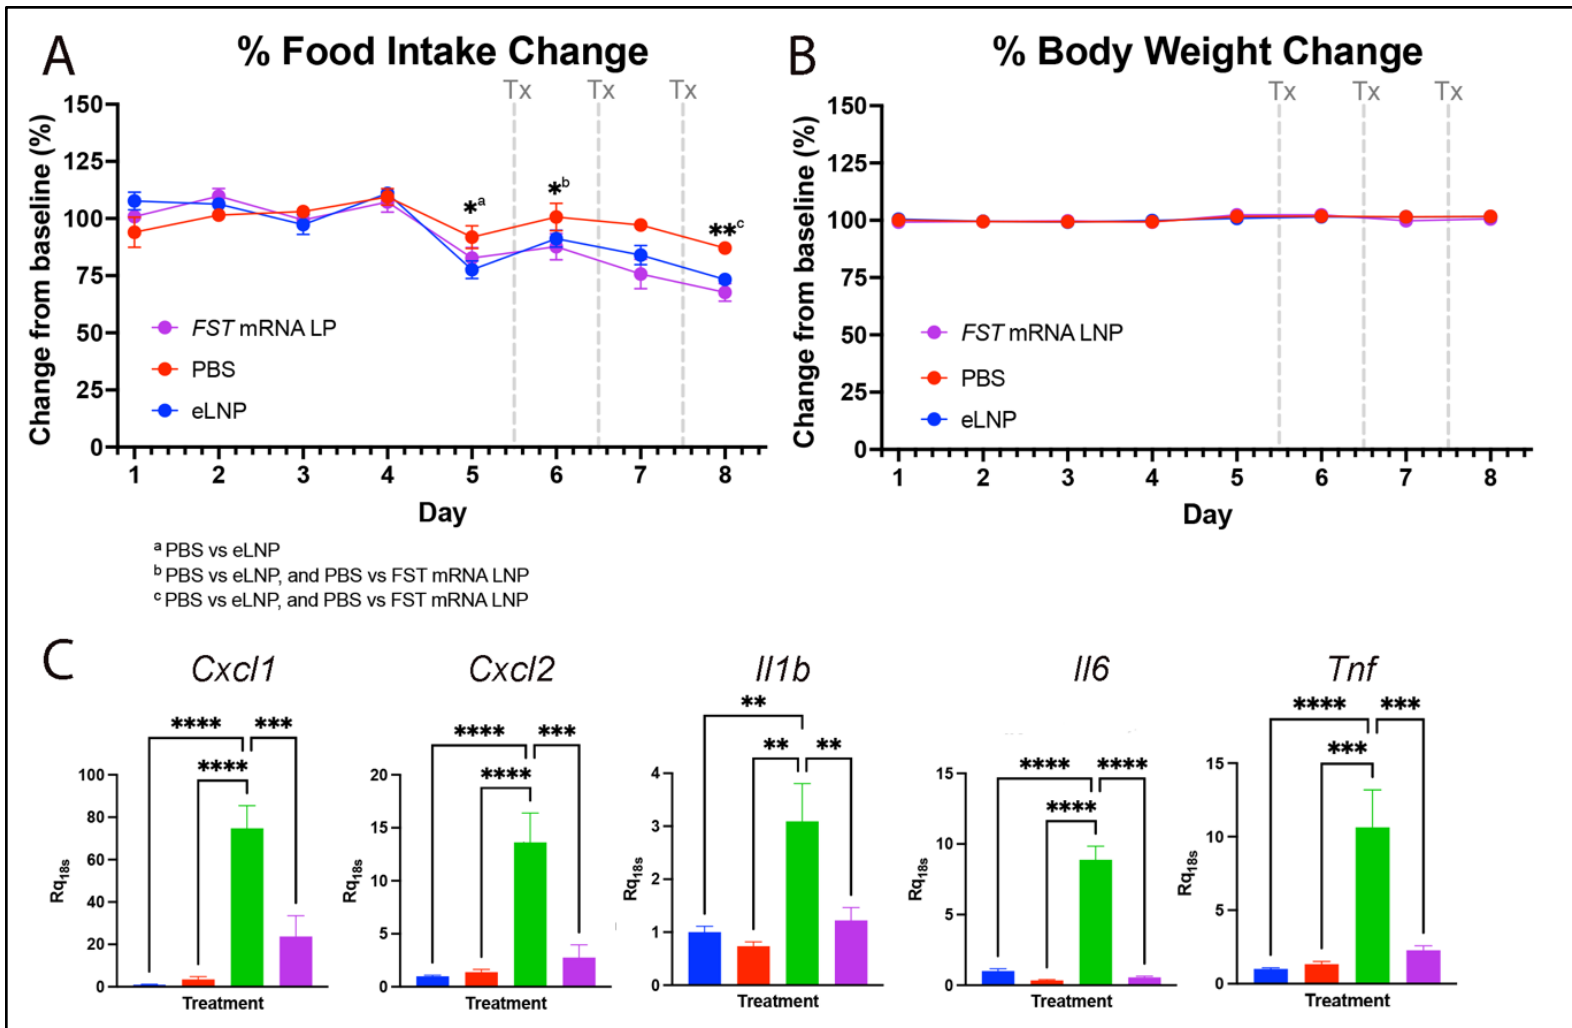 A
% Food Intake Change
Tx Tx Tx
150
125
100
75
50
25
0
Change from baseline (%)
*a
*b
**c
FST mRNA LP
PBS
eLNP
1 2 3 4 5 6 7 8
Day
a PBS vs eLNP
b PBS vs eLNP, and PBS vs FST mRNA LNP
c PBS vs eLNP, and PBS vs FST mRNA LNP
B
% Body Weight Change
Tx Tx Tx
150
125
100
75
50
25
0
Change from baseline (%)
FST mRNA LNP
PBS
eLNP
1 2 3 4 5 6 7 8
Day
C
Cxcl1
**** ***
****
100
80
60
40
20
0
Rq18s
Treatment
Cxcl2
**** ***
****
20
15
10
5
0
Rq18s
Treatment
Il1b
**
** **
4
3
2
1
0
Rq18s
Treatment
Il6
**** ****
****
15
10
5
0
Rq18s
Treatment
Tnf
**** ***
***
15
10
5
0
Rq18s
Treatment